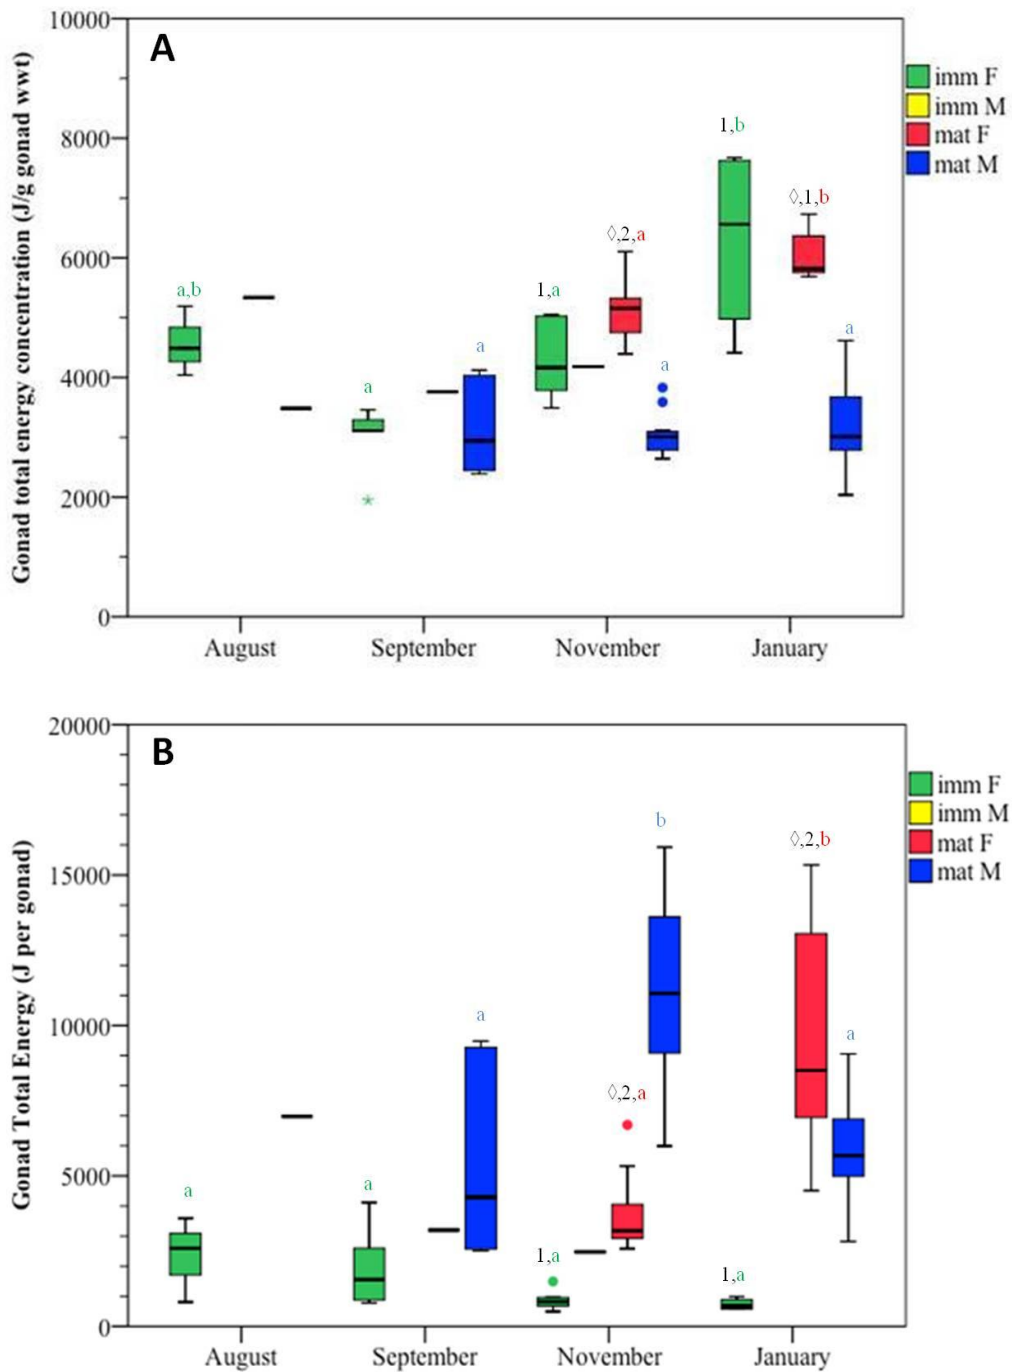 A
Gonad total energy concentration (J/g gonad wwt)
10000
8000
6000
4000
2000
0
a,b
a
a
1,a
◊,2,a
a
1,b
◊,1,b
a
*
August September November January
imm F
imm M
mat F
mat M
B
Gonad Total Energy (J per gonad)
20000
15000
10000
5000
0
a
a
a
1,a
◊,2,a
b
1,a
◊,2,b
a
August September November January
imm F
imm M
mat F
mat M